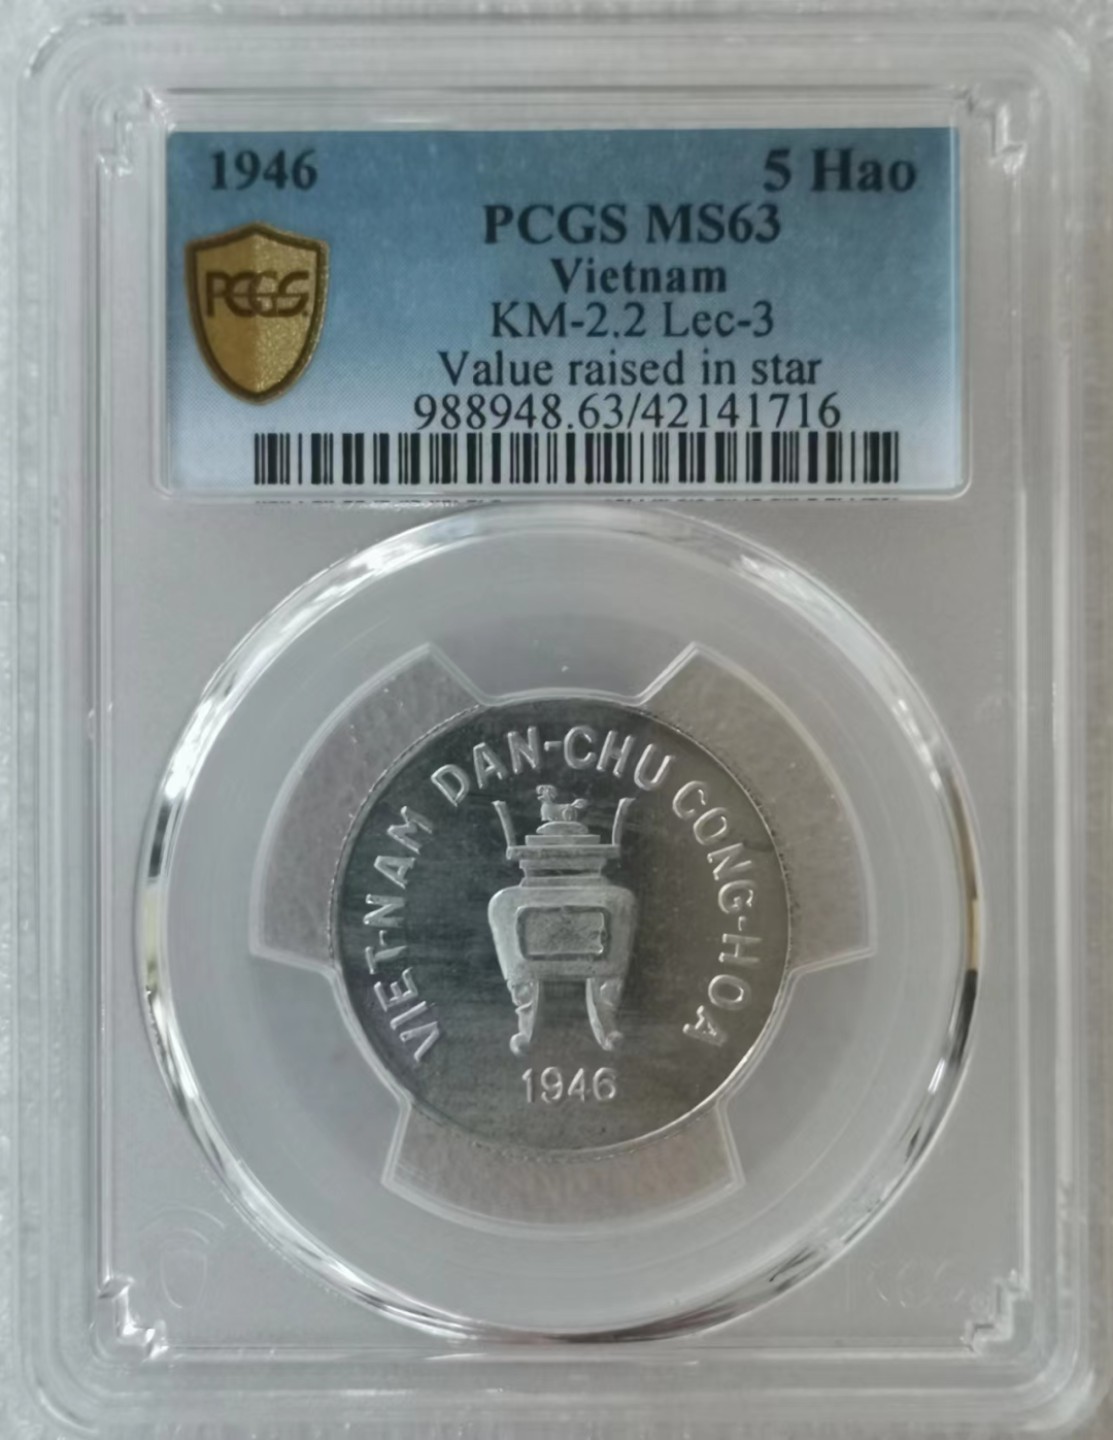 1946 5 Hao
PCGS MS63
Vietnam
PCGS
KM-2.2 Lec-3
Value raised in star
988948.63/42141716
VIET-NAM DAN-CHU CONG-HOA
1946